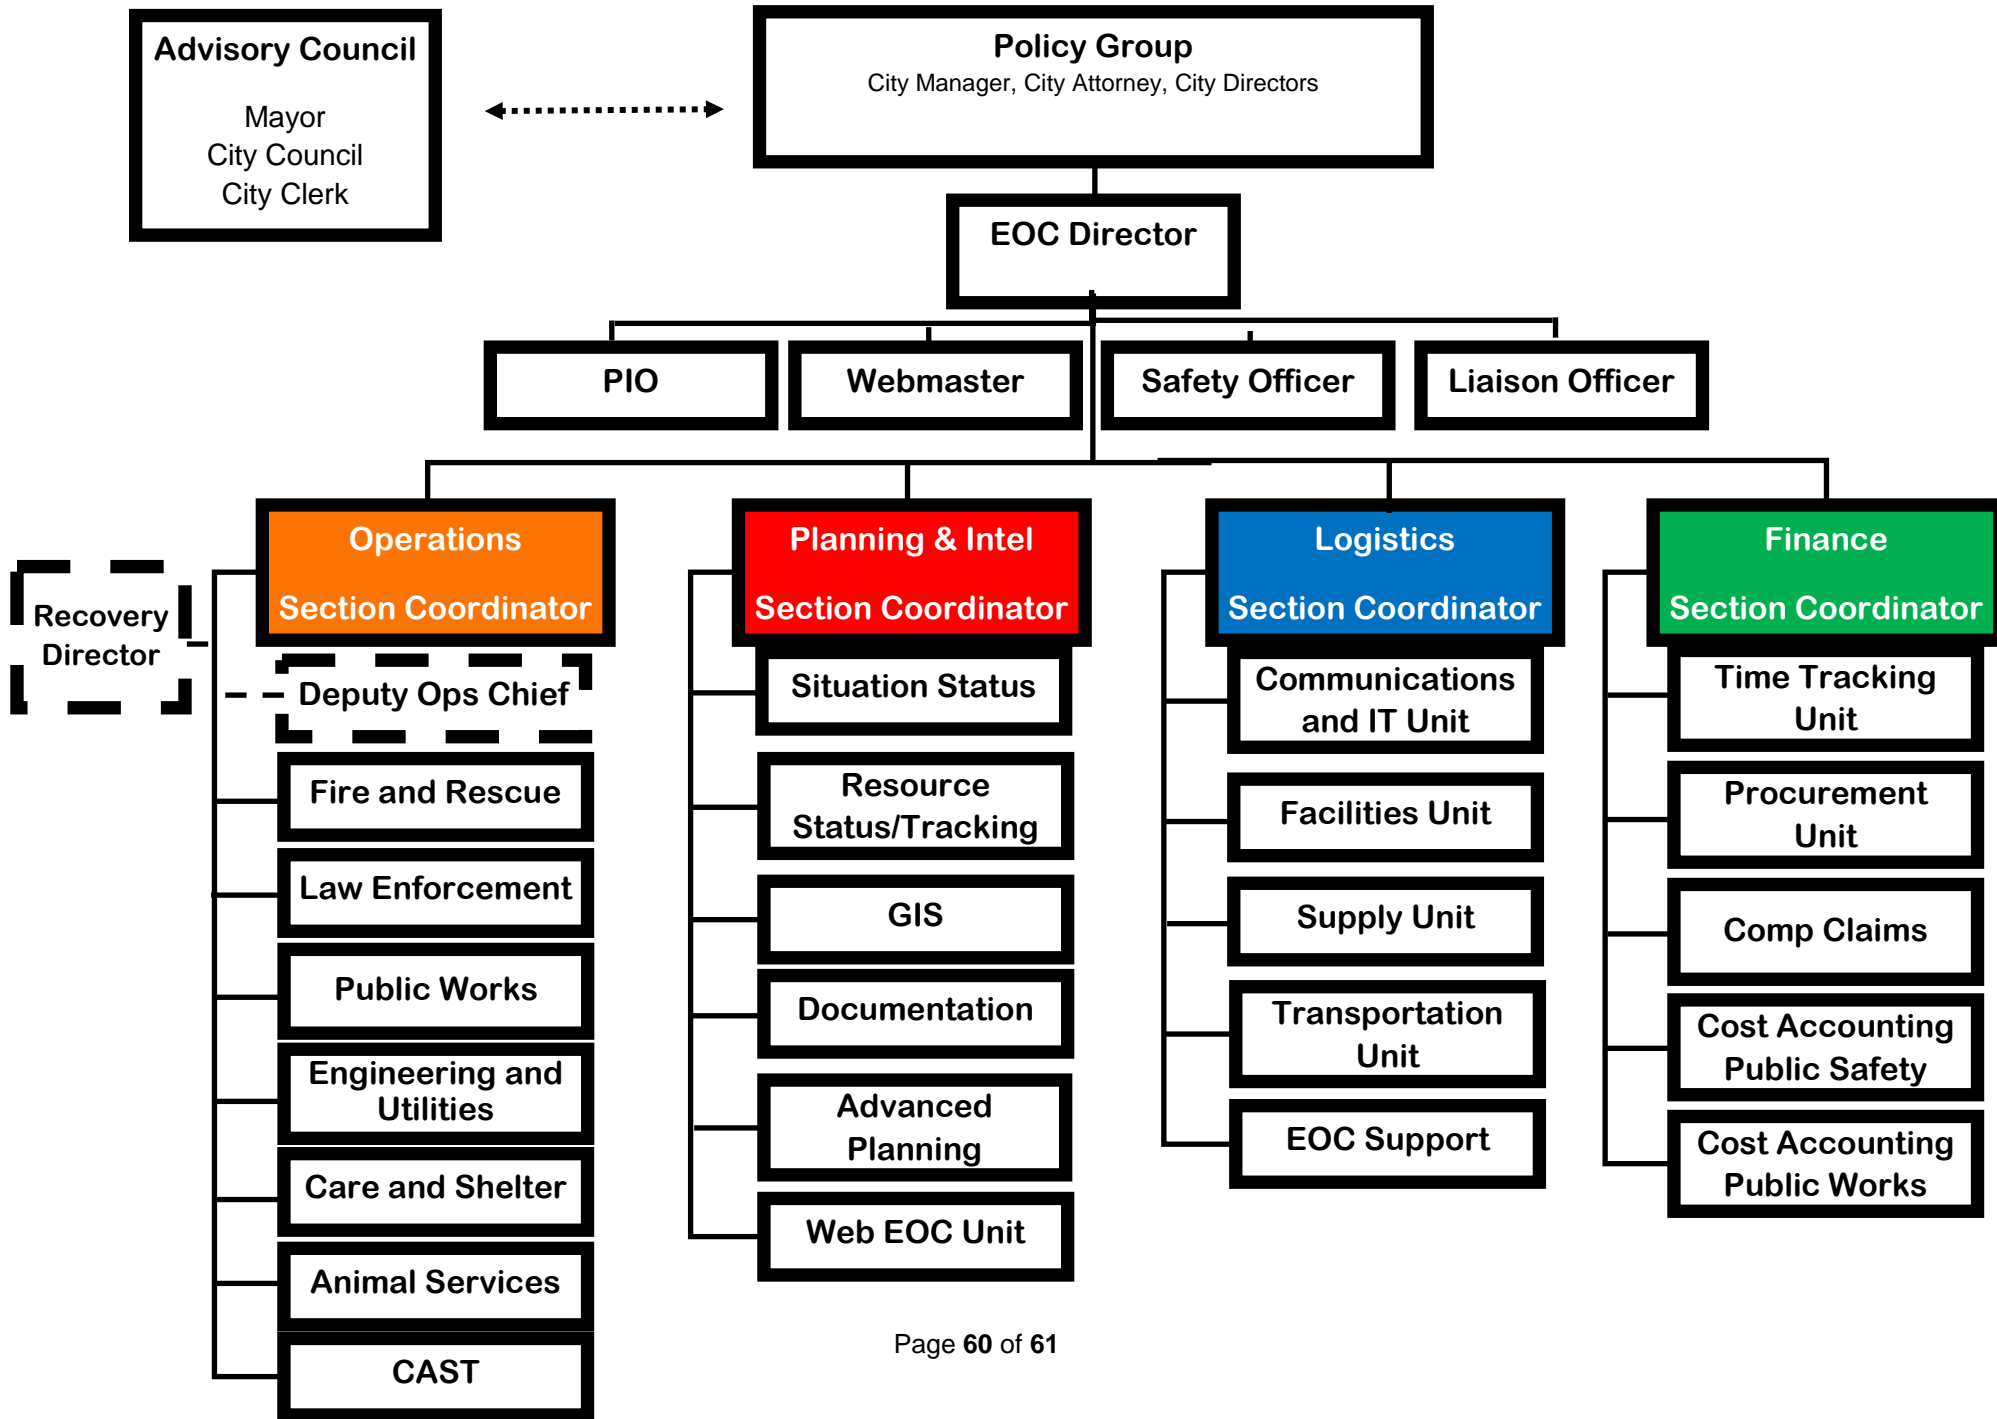 Advisory Council
Mayor
City Council
City Clerk
Policy Group
City Manager, City Attorney, City Directors
EOC Director
PIO
Webmaster
Safety Officer
Liaison Officer
Operations
Section Coordinator
Planning & Intel
Section Coordinator
Logistics
Section Coordinator
Finance
Section Coordinator
Recovery
Director
Deputy Ops Chief
Fire and Rescue
Law Enforcement
Public Works
Engineering and
Utilities
Care and Shelter
Animal Services
CAST
Situation Status
Resource
Status/Tracking
GIS
Documentation
Advanced
Planning
Web EOC Unit
Communications
and IT Unit
Facilities Unit
Supply Unit
Transportation
Unit
EOC Support
Time Tracking
Unit
Procurement
Unit
Comp Claims
Cost Accounting
Public Safety
Cost Accounting
Public Works
Page 60 of 61